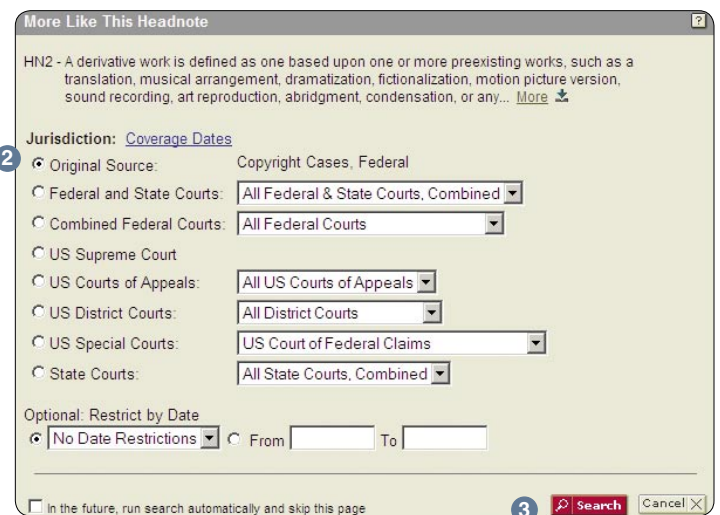 More Like This Headnote ?
HN2 - A derivative work is defined as one based upon one or more preexisting works, such as a
translation, musical arrangement, dramatization, fictionalization, motion picture version,
sound recording, art reproduction, abridgment, condensation, or any... More
Jurisdiction: Coverage Dates
2 Original Source: Copyright Cases, Federal
Federal and State Courts: All Federal & State Courts, Combined
Combined Federal Courts: All Federal Courts
US Supreme Court
US Courts of Appeals: All US Courts of Appeals
US District Courts: All District Courts
US Special Courts: US Court of Federal Claims
State Courts: All State Courts, Combined
Optional: Restrict by Date
No Date Restrictions From To
In the future, run search automatically and skip this page 3 Search Cancel X